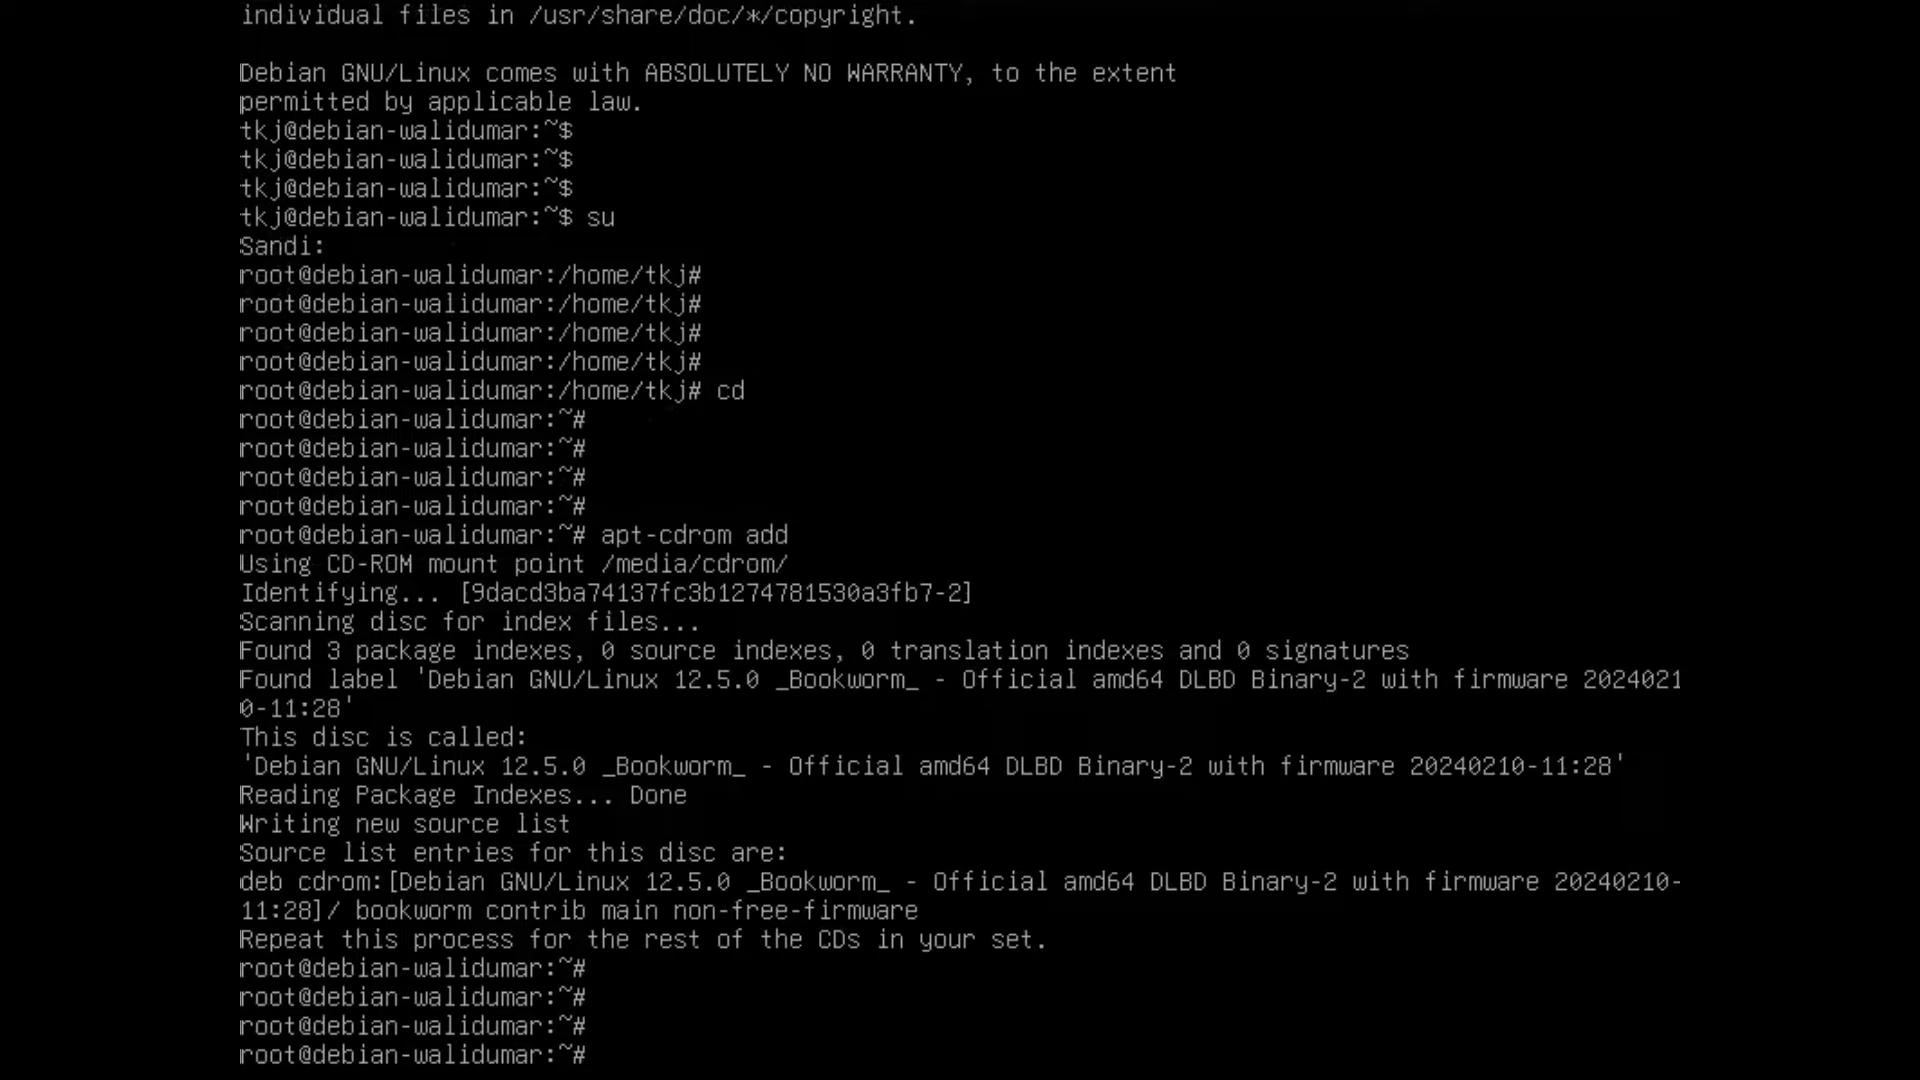 individual files in /usr/share/doc/*/copyright.
Debian GNU/Linux comes with ABSOLUTELY NO WARRANTY, to the extent
permitted by applicable law.
tkj@debian-walidumar:~$
tkj@debian-walidumar:~$
tkj@debian-walidumar:~$
tkj@debian-walidumar:~$ su
Sandi:
root@debian-walidumar:/home/tkj#
root@debian-walidumar:/home/tkj#
root@debian-walidumar:/home/tkj#
root@debian-walidumar:/home/tkj#
root@debian-walidumar:/home/tkj# cd
root@debian-walidumar:~#
root@debian-walidumar:~#
root@debian-walidumar:~#
root@debian-walidumar:~#
root@debian-walidumar:~# apt-cdrom add
Using CD-ROM mount point /media/cdrom/
Identifying... [9dacd3ba74137fc3b1274781530a3fb7-2]
Scanning disc for index files...
Found 3 package indexes, 0 source indexes, 0 translation indexes and 0 signatures
Found label 'Debian GNU/Linux 12.5.0 _Bookworm_ - Official amd64 DLBD Binary-2 with firmware 2024021
0-11:28'
This disc is called:
'Debian GNU/Linux 12.5.0 _Bookworm_ - Official amd64 DLBD Binary-2 with firmware 20240210-11:28'
Reading Package Indexes... Done
Writing new source list
Source list entries for this disc are:
deb cdrom:[Debian GNU/Linux 12.5.0 _Bookworm_ - Official amd64 DLBD Binary-2 with firmware 20240210-
11:28]/ bookworm contrib main non-free-firmware
Repeat this process for the rest of the CDs in your set.
root@debian-walidumar:~#
root@debian-walidumar:~#
root@debian-walidumar:~#
root@debian-walidumar:~#